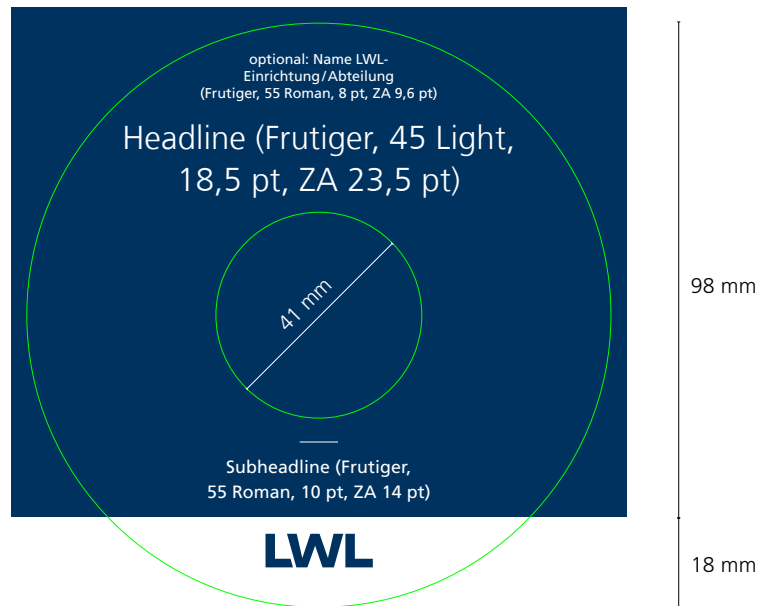 optional: Name LWL-
Einrichtung/Abteilung
(Frutiger, 55 Roman, 8 pt, ZA 9,6 pt)
Headline (Frutiger, 45 Light,
18,5 pt, ZA 23,5 pt)
41 mm
98 mm
Subheadline (Frutiger,
55 Roman, 10 pt, ZA 14 pt)
LWL
18 mm